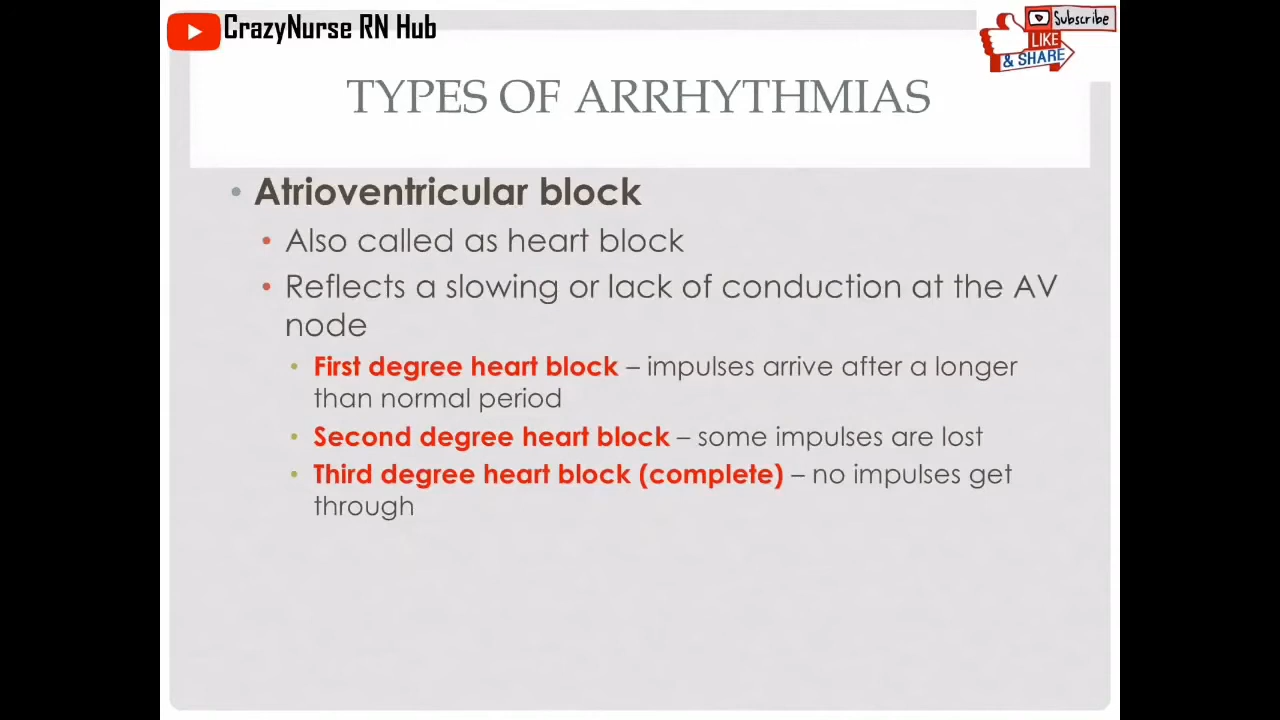 CrazyNurse RN Hub
Subscribe
LIKE
& SHARE
TYPES OF ARRHYTHMIAS
• Atrioventricular block
• Also called as heart block
• Reflects a slowing or lack of conduction at the AV
node
• First degree heart block – impulses arrive after a longer
than normal period
• Second degree heart block – some impulses are lost
• Third degree heart block (complete) – no impulses get
through